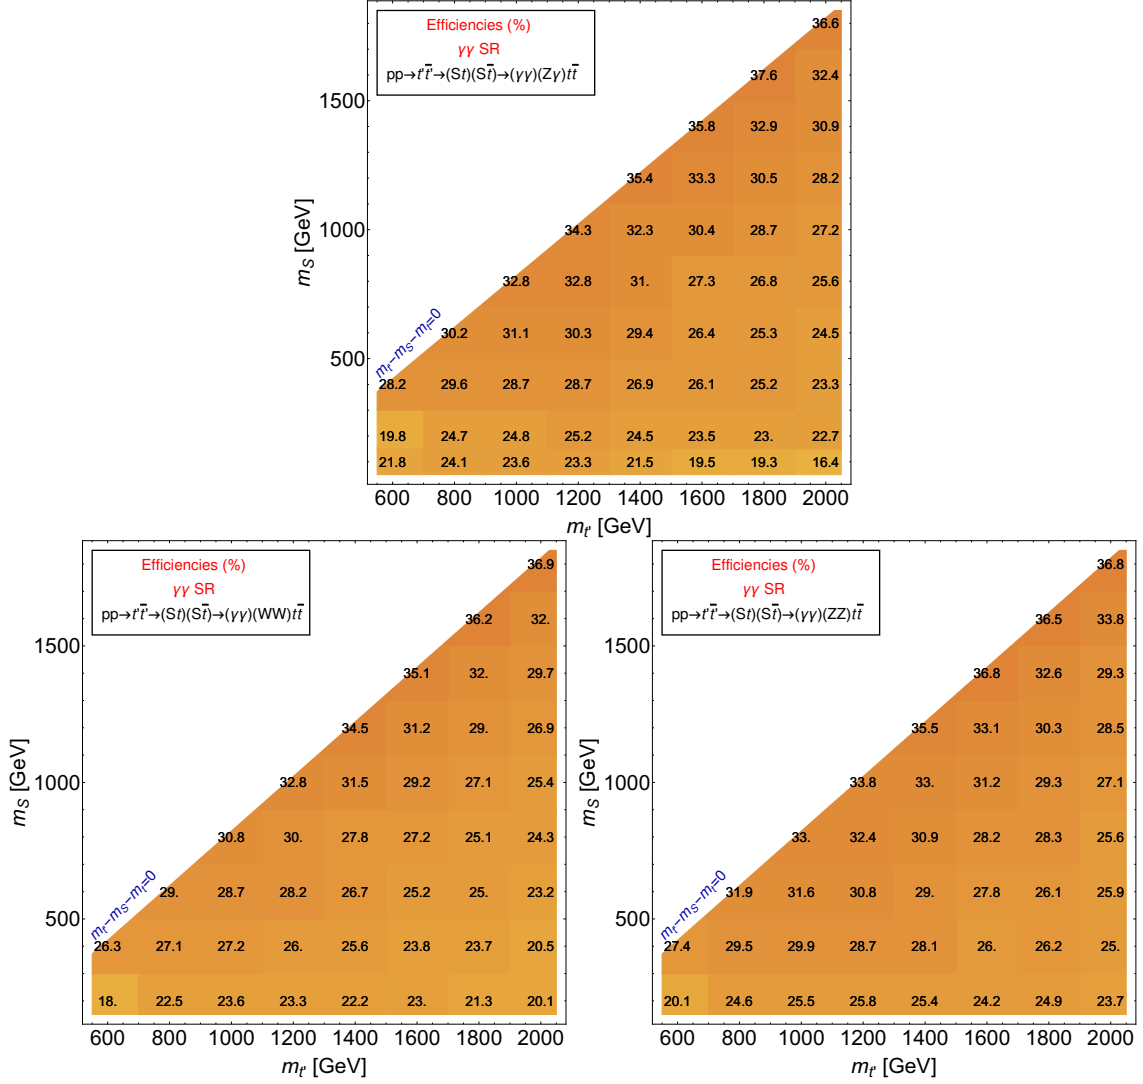 Efficiencies (%)
γγ SR
pp→t't̅'→(St)(St̅)→(γγ)(Zγ)tt̅
36.6
37.6 32.4
1500
35.8 32.9 30.9
35.4 33.3 30.5 28.2
1000
34.3 32.3 30.4 28.7 27.2
m_S [GeV]
32.8 32.8 31. 27.3 26.8 25.6
m_t'-m_S-m_t=0
30.2 31.1 30.3 29.4 26.4 25.3 24.5
500
28.2 29.6 28.7 28.7 26.9 26.1 25.2 23.3
19.8 24.7 24.8 25.2 24.5 23.5 23. 22.7
21.8 24.1 23.6 23.3 21.5 19.5 19.3 16.4
600 800 1000 1200 1400 1600 1800 2000
m_t' [GeV]
Efficiencies (%)
γγ SR
pp→t't̅'→(St)(St̅)→(γγ)(WW)tt̅
36.9
36.2 32.
1500
35.1 32. 29.7
34.5 31.2 29. 26.9
1000
32.8 31.5 29.2 27.1 25.4
m_S [GeV]
30.8 30. 27.8 27.2 25.1 24.3
m_t'-m_S-m_t=0
29. 28.7 28.2 26.7 25.2 25. 23.2
500
26.3 27.1 27.2 26. 25.6 23.8 23.7 20.5
18. 22.5 23.6 23.3 22.2 23. 21.3 20.1
600 800 1000 1200 1400 1600 1800 2000
m_t' [GeV]
Efficiencies (%)
γγ SR
pp→t't̅'→(St)(St̅)→(γγ)(ZZ)tt̅
36.8
36.5 33.8
1500
36.8 32.6 29.3
35.5 33.1 30.3 28.5
1000
33.8 33. 31.2 29.3 27.1
m_S [GeV]
33. 32.4 30.9 28.2 28.3 25.6
m_t'-m_S-m_t=0
31.9 31.6 30.8 29. 27.8 26.1 25.9
500
27.4 29.5 29.9 28.7 28.1 26. 26.2 25.
20.1 24.6 25.5 25.8 25.4 24.2 24.9 23.7
600 800 1000 1200 1400 1600 1800 2000
m_t' [GeV]